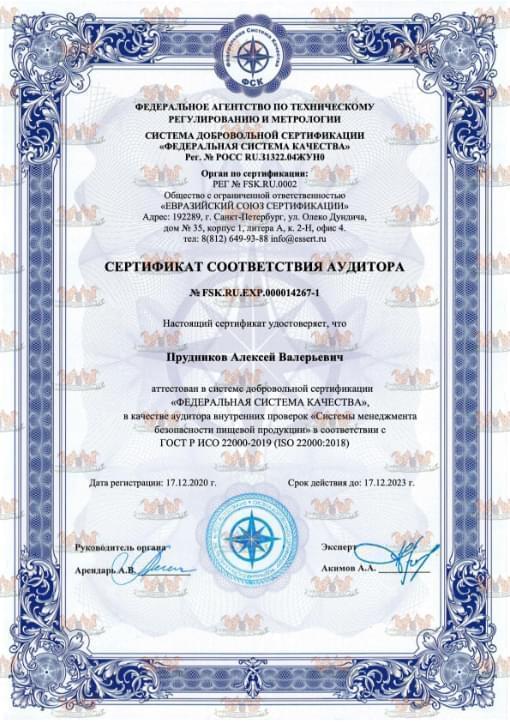 Федеральная Система Качества
ФСК
ФЕДЕРАЛЬНОЕ АГЕНТСТВО ПО ТЕХНИЧЕСКОМУ
РЕГУЛИРОВАНИЮ И МЕТРОЛОГИИ
СИСТЕМА ДОБРОВОЛЬНОЙ СЕРТИФИКАЦИИ
«ФЕДЕРАЛЬНАЯ СИСТЕМА КАЧЕСТВА»
Рег. № РОСС RU.31322.04ЖУН0
Орган по сертификации:
РЕГ № FSK.RU.0002
Общество с ограниченной ответственностью
«ЕВРАЗИЙСКИЙ СОЮЗ СЕРТИФИКАЦИИ»
Адрес: 192289, г. Санкт-Петербург, ул. Олеко Дундича,
дом № 35, корпус 1, литера А, к. 2-Н, офис 4.
тел: 8(812) 649-93-88 info@essert.ru
СЕРТИФИКАТ СООТВЕТСТВИЯ АУДИТОРА
№ FSK.RU.EXP.000014267-1
Настоящий сертификат удостоверяет, что
Прудников Алексей Валерьевич
аттестован в системе добровольной сертификации
«ФЕДЕРАЛЬНАЯ СИСТЕМА КАЧЕСТВА»,
в качестве аудитора внутренних проверок «Системы менеджмента
безопасности пищевой продукции» в соответствии с
ГОСТ Р ИСО 22000-2019 (ISO 22000:2018)
Дата регистрации: 17.12.2020 г.
Срок действия до: 17.12.2023 г.
Руководитель органа
Арендарь А.В.
Эксперт
Акимов А.А.